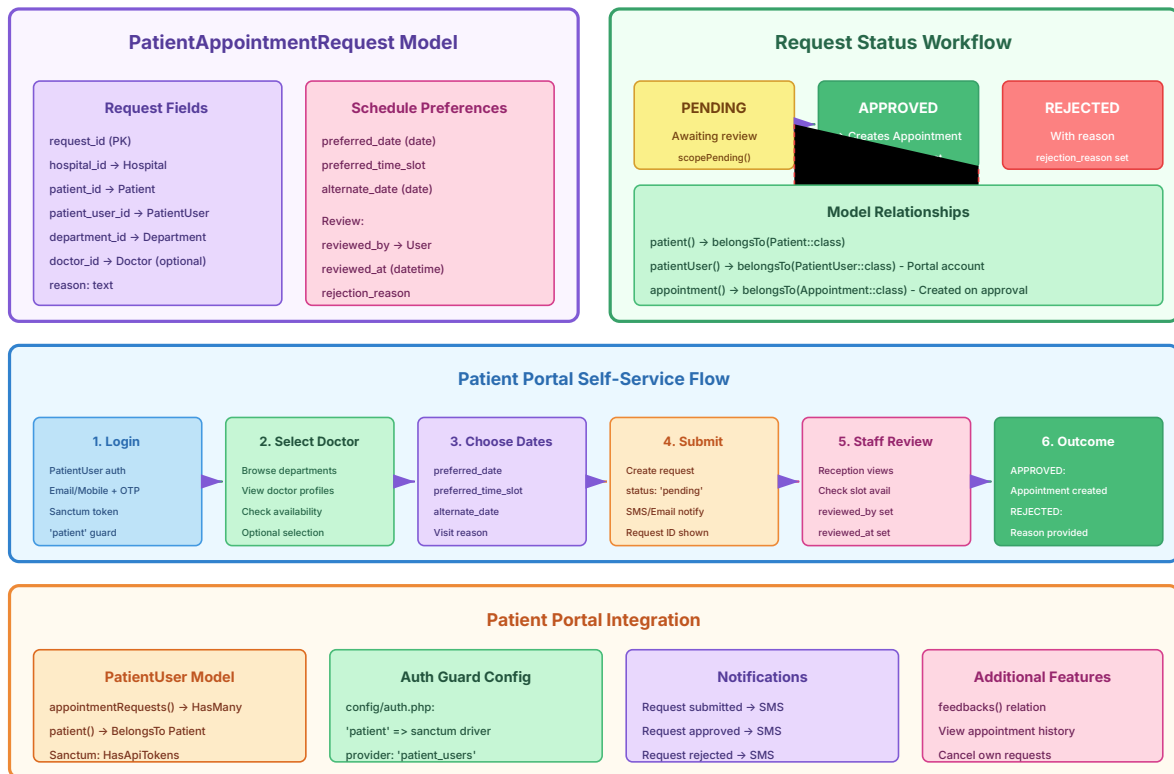 PatientAppointmentRequest Model
Request Fields
request_id (PK)
hospital_id → Hospital
patient_id → Patient
patient_user_id → PatientUser
department_id → Department
doctor_id → Doctor (optional)
reason: text
Schedule Preferences
preferred_date (date)
preferred_time_slot
alternate_date (date)
Review:
reviewed_by → User
reviewed_at (datetime)
rejection_reason
Request Status Workflow
PENDING
Awaiting review
scopePending()
APPROVED
Creates Appointment
REJECTED
With reason
rejection_reason set
Model Relationships
patient() → belongsTo(Patient::class)
patientUser() → belongsTo(PatientUser::class) - Portal account
appointment() → belongsTo(Appointment::class) - Created on approval
Patient Portal Self-Service Flow
1. Login
PatientUser auth
Email/Mobile + OTP
Sanctum token
'patient' guard
2. Select Doctor
Browse departments
View doctor profiles
Check availability
Optional selection
3. Choose Dates
preferred_date
preferred_time_slot
alternate_date
Visit reason
4. Submit
Create request
status: 'pending'
SMS/Email notify
Request ID shown
5. Staff Review
Reception views
Check slot avail
reviewed_by set
reviewed_at set
6. Outcome
APPROVED:
Appointment created
REJECTED:
Reason provided
Patient Portal Integration
PatientUser Model
appointmentRequests() → HasMany
patient() → BelongsTo Patient
Sanctum: HasApiTokens
Auth Guard Config
config/auth.php:
'patient' => sanctum driver
provider: 'patient_users'
Notifications
Request submitted → SMS
Request approved → SMS
Request rejected → SMS
Additional Features
feedbacks() relation
View appointment history
Cancel own requests